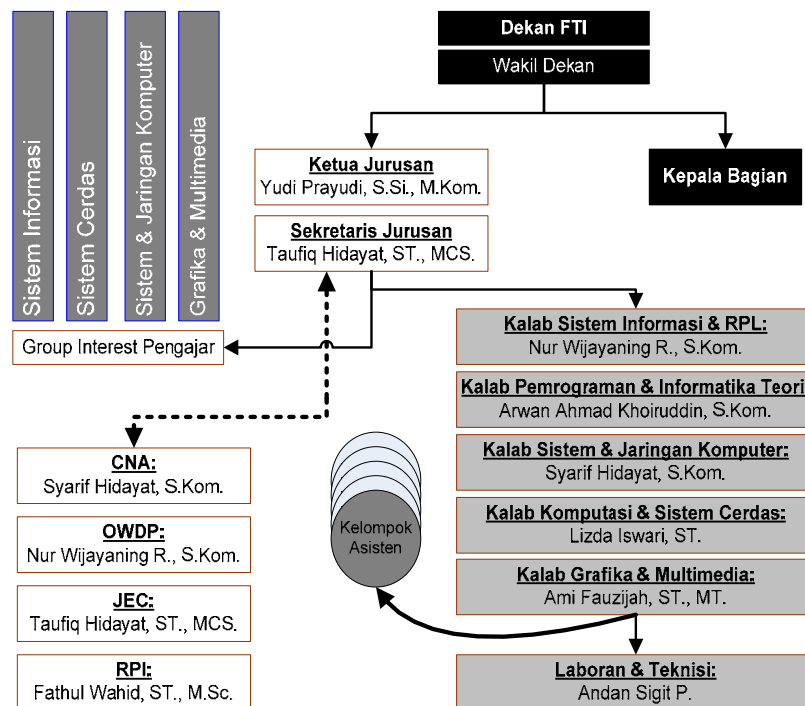 Sistem Informasi
Sistem Cerdas
Sistem & Jaringan Komputer
Grafika & Multimedia
Group Interest Pengajar
Dekan FTI
Wakil Dekan
Ketua Jurusan
Yudi Prayudi, S.Si., M.Kom.
Kepala Bagian
Sekretaris Jurusan
Taufiq Hidayat, ST., MCS.
Kalab Sistem Informasi & RPL:
Nur Wijayaning R., S.Kom.
Kalab Pemrograman & Informatika Teori
Arwan Ahmad Khoiruddin, S.Kom.
Kalab Sistem & Jaringan Komputer:
Syarif Hidayat, S.Kom.
Kalab Komputasi & Sistem Cerdas:
Lizda Iswari, ST.
Kalab Grafika & Multimedia:
Ami Fauzijah, ST., MT.
Laboran & Teknisi:
Andan Sigit P.
Kelompok
Asisten
CNA:
Syarif Hidayat, S.Kom.
OWDP:
Nur Wijayaning R., S.Kom.
JEC:
Taufiq Hidayat, ST., MCS.
RPI:
Fathul Wahid, ST., M.Sc.